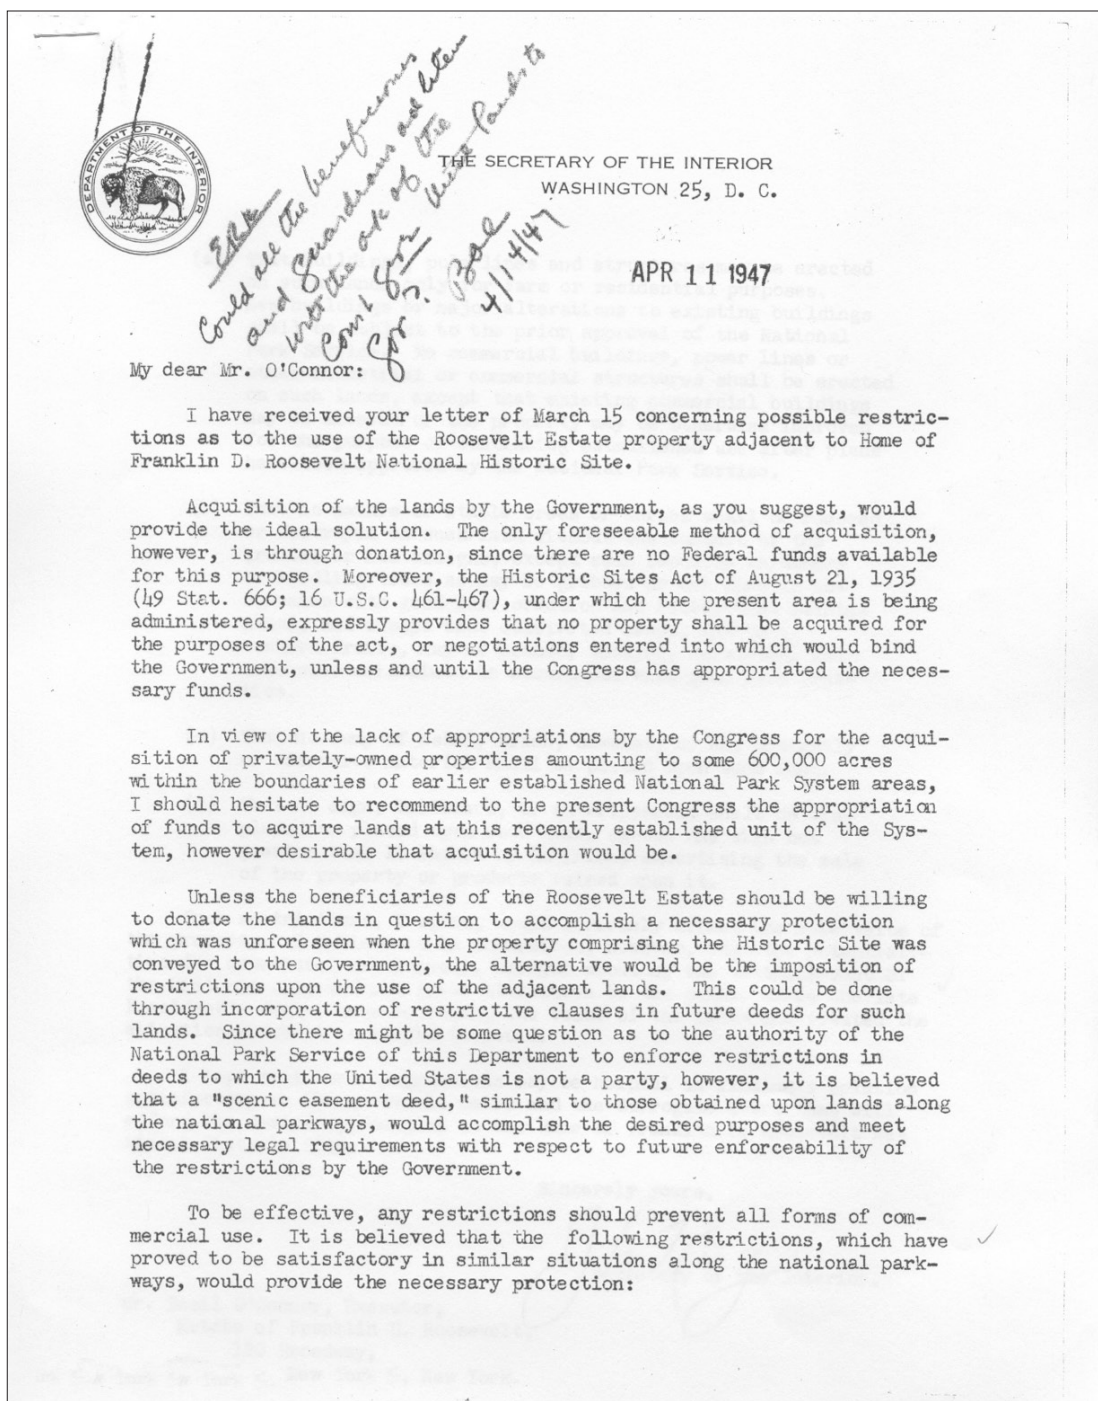 DEPARTMENT OF THE INTERIOR
THE SECRETARY OF THE INTERIOR
WASHINGTON 25, D. C.
Could all the beneficiaries
and guardians ad litem
with the ok of the
Court give these lands to
Gov?
4/14/47
APR 11 1947
My dear Mr. O'Connor:
I have received your letter of March 15 concerning possible restric-
tions as to the use of the Roosevelt Estate property adjacent to Home of
Franklin D. Roosevelt National Historic Site.
Acquisition of the lands by the Government, as you suggest, would
provide the ideal solution. The only foreseeable method of acquisition,
however, is through donation, since there are no Federal funds available
for this purpose. Moreover, the Historic Sites Act of August 21, 1935
(49 Stat. 666; 16 U.S.C. 461-467), under which the present area is being
administered, expressly provides that no property shall be acquired for
the purposes of the act, or negotiations entered into which would bind
the Government, unless and until the Congress has appropriated the neces-
sary funds.
In view of the lack of appropriations by the Congress for the acqui-
sition of privately-owned properties amounting to some 600,000 acres
within the boundaries of earlier established National Park System areas,
I should hesitate to recommend to the present Congress the appropriation
of funds to acquire lands at this recently established unit of the Sys-
tem, however desirable that acquisition would be.
Unless the beneficiaries of the Roosevelt Estate should be willing
to donate the lands in question to accomplish a necessary protection
which was unforeseen when the property comprising the Historic Site was
conveyed to the Government, the alternative would be the imposition of
restrictions upon the use of the adjacent lands. This could be done
through incorporation of restrictive clauses in future deeds for such
lands. Since there might be some question as to the authority of the
National Park Service of this Department to enforce restrictions in
deeds to which the United States is not a party, however, it is believed
that a "scenic easement deed," similar to those obtained upon lands along
the national parkways, would accomplish the desired purposes and meet
necessary legal requirements with respect to future enforceability of
the restrictions by the Government.
To be effective, any restrictions should prevent all forms of com-
mercial use. It is believed that the following restrictions, which have
proved to be satisfactory in similar situations along the national park-
ways, would provide the necessary protection: